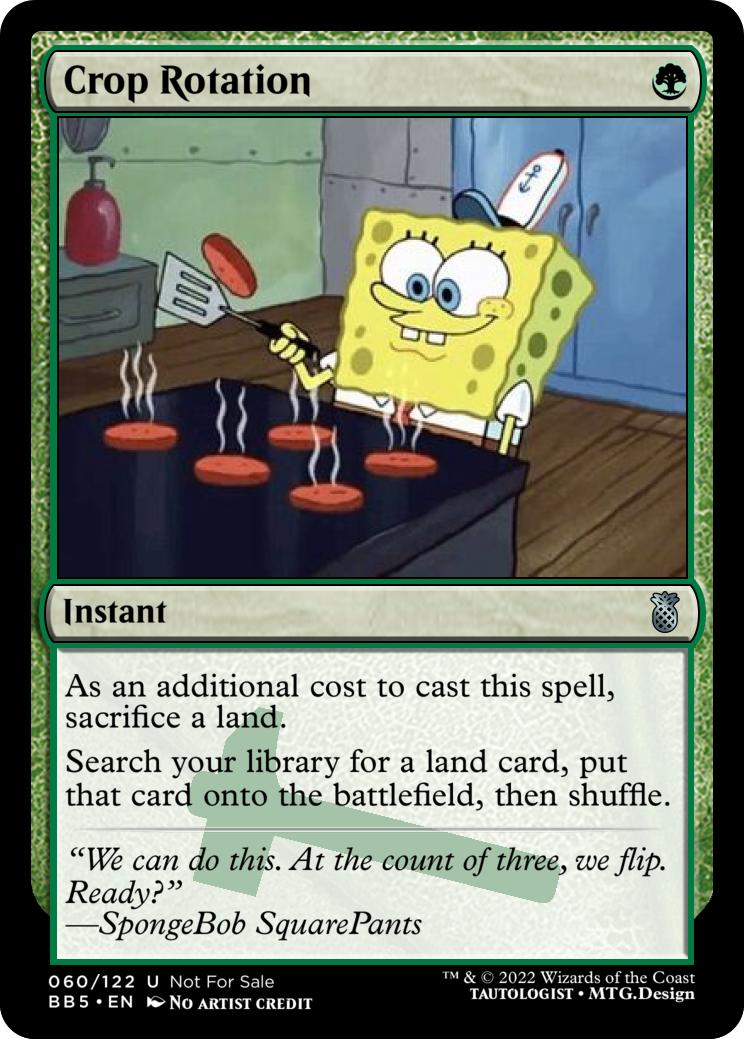 Crop Rotation
Instant
As an additional cost to cast this spell,
sacrifice a land.
Search your library for a land card, put
that card onto the battlefield, then shuffle.
“We can do this. At the count of three, we flip.
Ready?”
—SpongeBob SquarePants
060/122 U Not For Sale
BB5 • EN No artist credit
™ & © 2022 Wizards of the Coast
TAUTOLOGIST • MTG.Design